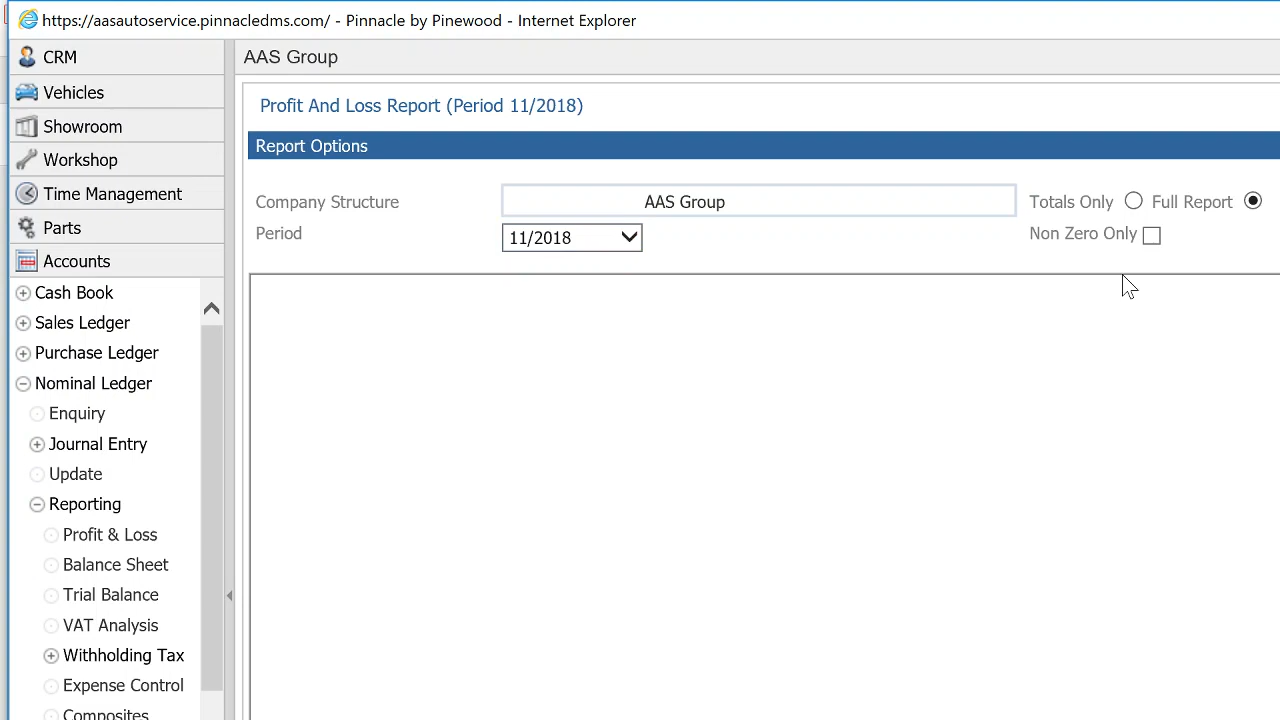 https://aasautoservice.pinnacledms.com/ - Pinnacle by Pinewood - Internet Explorer
CRM
Vehicles
Showroom
Workshop
Time Management
Parts
Accounts
Cash Book
Sales Ledger
Purchase Ledger
Nominal Ledger
Enquiry
Journal Entry
Update
Reporting
Profit & Loss
Balance Sheet
Trial Balance
VAT Analysis
Withholding Tax
Expense Control
Composites
AAS Group
Profit And Loss Report (Period 11/2018)
Report Options
Company Structure AAS Group Totals Only Full Report
Period 11/2018 Non Zero Only